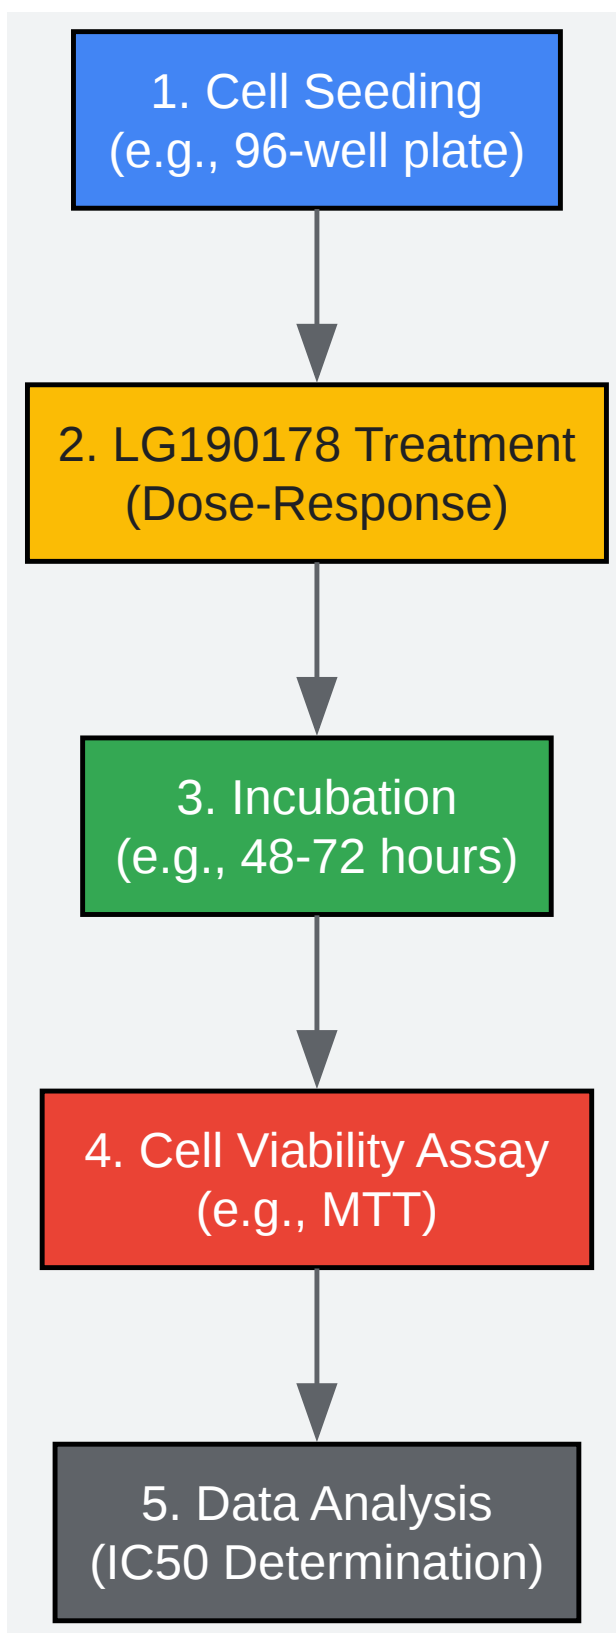 1. Cell Seeding
(e.g., 96-well plate)
2. LG190178 Treatment
(Dose-Response)
3. Incubation
(e.g., 48-72 hours)
4. Cell Viability Assay
(e.g., MTT)
5. Data Analysis
(IC50 Determination)